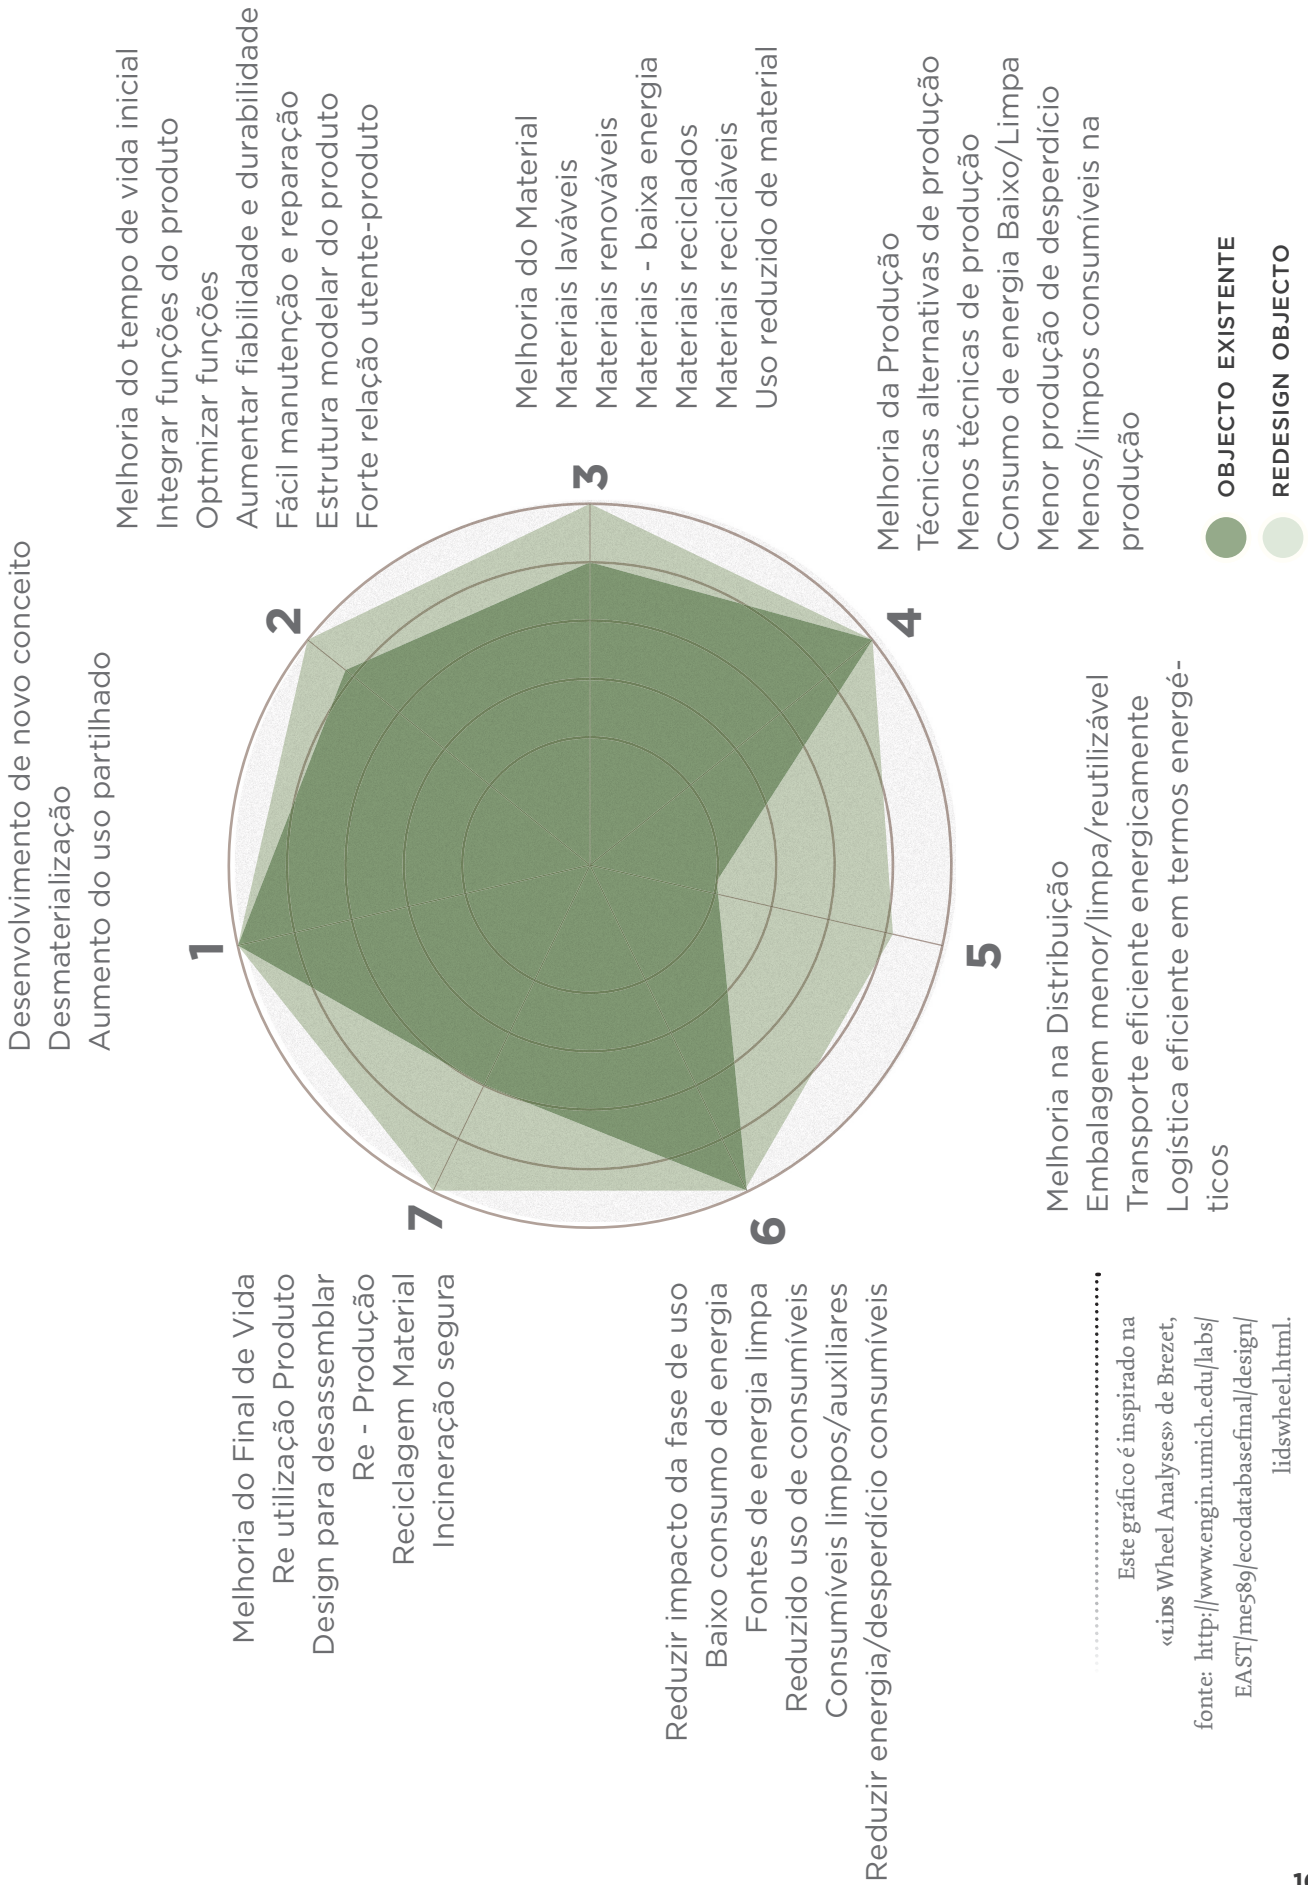 Desenvolvimento de novo conceito
Desmaterialização
Aumento do uso partilhado
1
Melhoria do tempo de vida inicial
Integrar funções do produto
Optmizar funções
Aumentar fiabilidade e durabilidade
Fácil manutenção e reparação
Estrutura modelar do produto
Forte relação utente-produto
2
Melhoria do Material
Materiais laváveis
Materiais renováveis
Materiais - baixa energia
Materiais reciclados
Materiais recicláveis
Uso reduzido de material
3
Melhoria da Produção
Técnicas alternativas de produção
Menos técnicas de produção
Consumo de energia Baixo/Limpa
Menor produção de desperdício
Menos/limpos consumíveis na
produção
4
Melhoria na Distribuição
Embalagem menor/limpa/reutilizável
Transporte eficiente energicamente
Logística eficiente em termos energé-
ticos
5
Reduzir impacto da fase de uso
Baixo consumo de energia
Fontes de energia limpa
Reduzido uso de consumíveis
Consumíveis limpos/auxiliares
Reduzir energia/desperdício consumíveis
6
Melhoria do Final de Vida
Re utilização Produto
Design para desassemblar
Re - Produção
Reciclagem Material
Incineração segura
7
OBJECTO EXISTENTE
REDESIGN OBJECTO
Este gráfico é inspirado na
«LiDS Wheel Analyses» de Brezet,
fonte: http://www.engin.umich.edu/labs/
EAST/me589/ecodatabasefinal/design/
lidswheel.html.